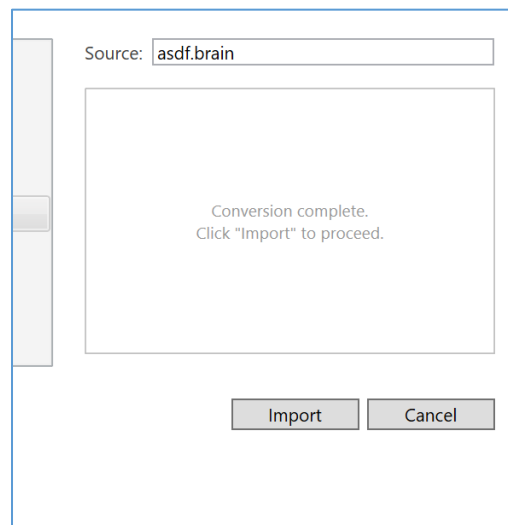 Source: asdf.brain
Conversion complete.
Click "Import" to proceed.
Import Cancel